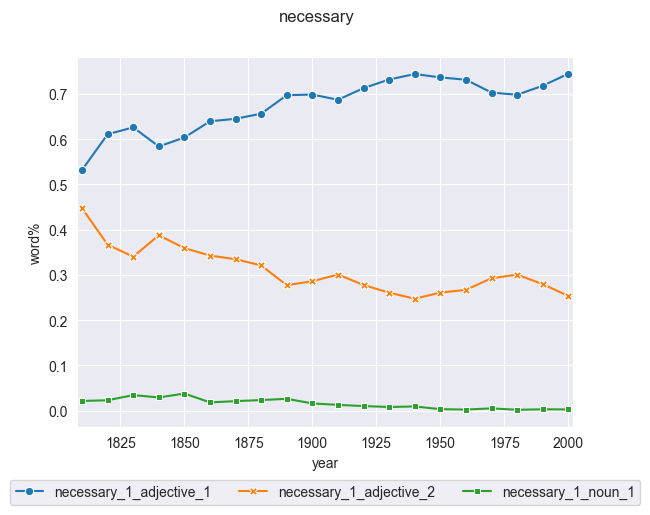 necessary
word%
0.7
0.6
0.5
0.4
0.3
0.2
0.1
0.0
1825 1850 1875 1900 1925 1950 1975 2000
year
necessary_1_adjective_1 necessary_1_adjective_2 necessary_1_noun_1